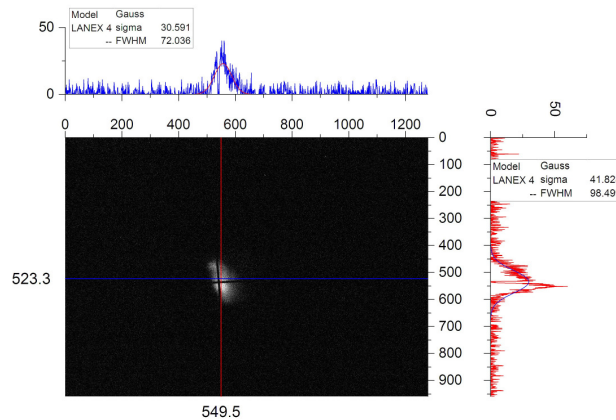 Model Gauss
LANEX 4 sigma 30.591
-- FWHM 72.036
50
0
0 200 400 600 800 1000 1200
0 50
Model Gauss
LANEX 4 sigma 41.82
-- FWHM 98.49
0
100
200
300
400
500
600
700
800
900
523.3
549.5